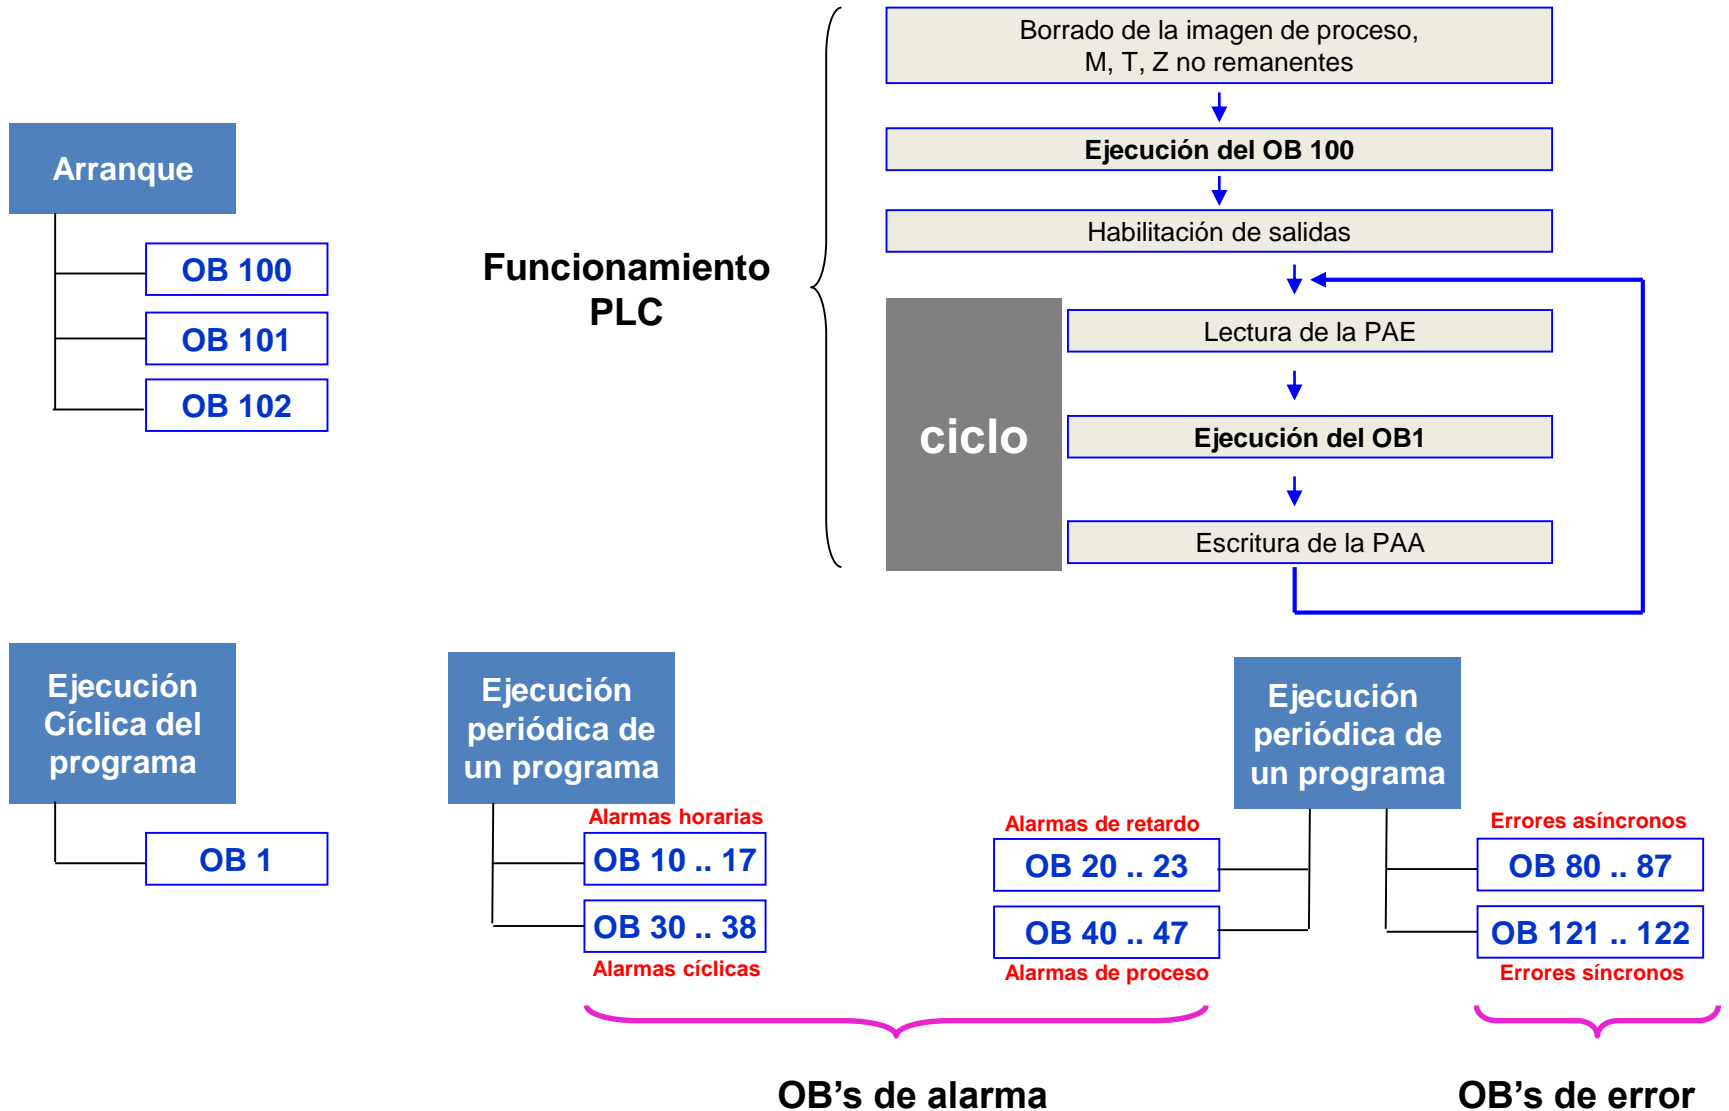 Borrado de la imagen de proceso,
M, T, Z no remanentes
Ejecución del OB 100
Habilitación de salidas
Arranque
OB 100
OB 101
OB 102
Funcionamiento
PLC
ciclo
Lectura de la PAE
Ejecución del OB1
Escritura de la PAA
Ejecución
Cíclica del
programa
OB 1
Ejecución
periódica de
un programa
Alarmas horarias
OB 10 .. 17
OB 30 .. 38
Alarmas cíclicas
Ejecución
periódica de
un programa
Alarmas de retardo
OB 20 .. 23
OB 40 .. 47
Alarmas de proceso
Errores asíncronos
OB 80 .. 87
OB 121 .. 122
Errores síncronos
OB’s de alarma
OB’s de error